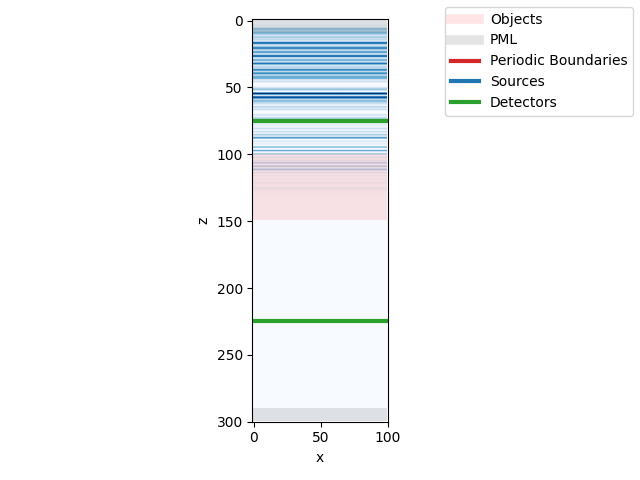 Objects
PML
Periodic Boundaries
Sources
Detectors
0
50
100
150
200
250
300
z
0
50
100
x